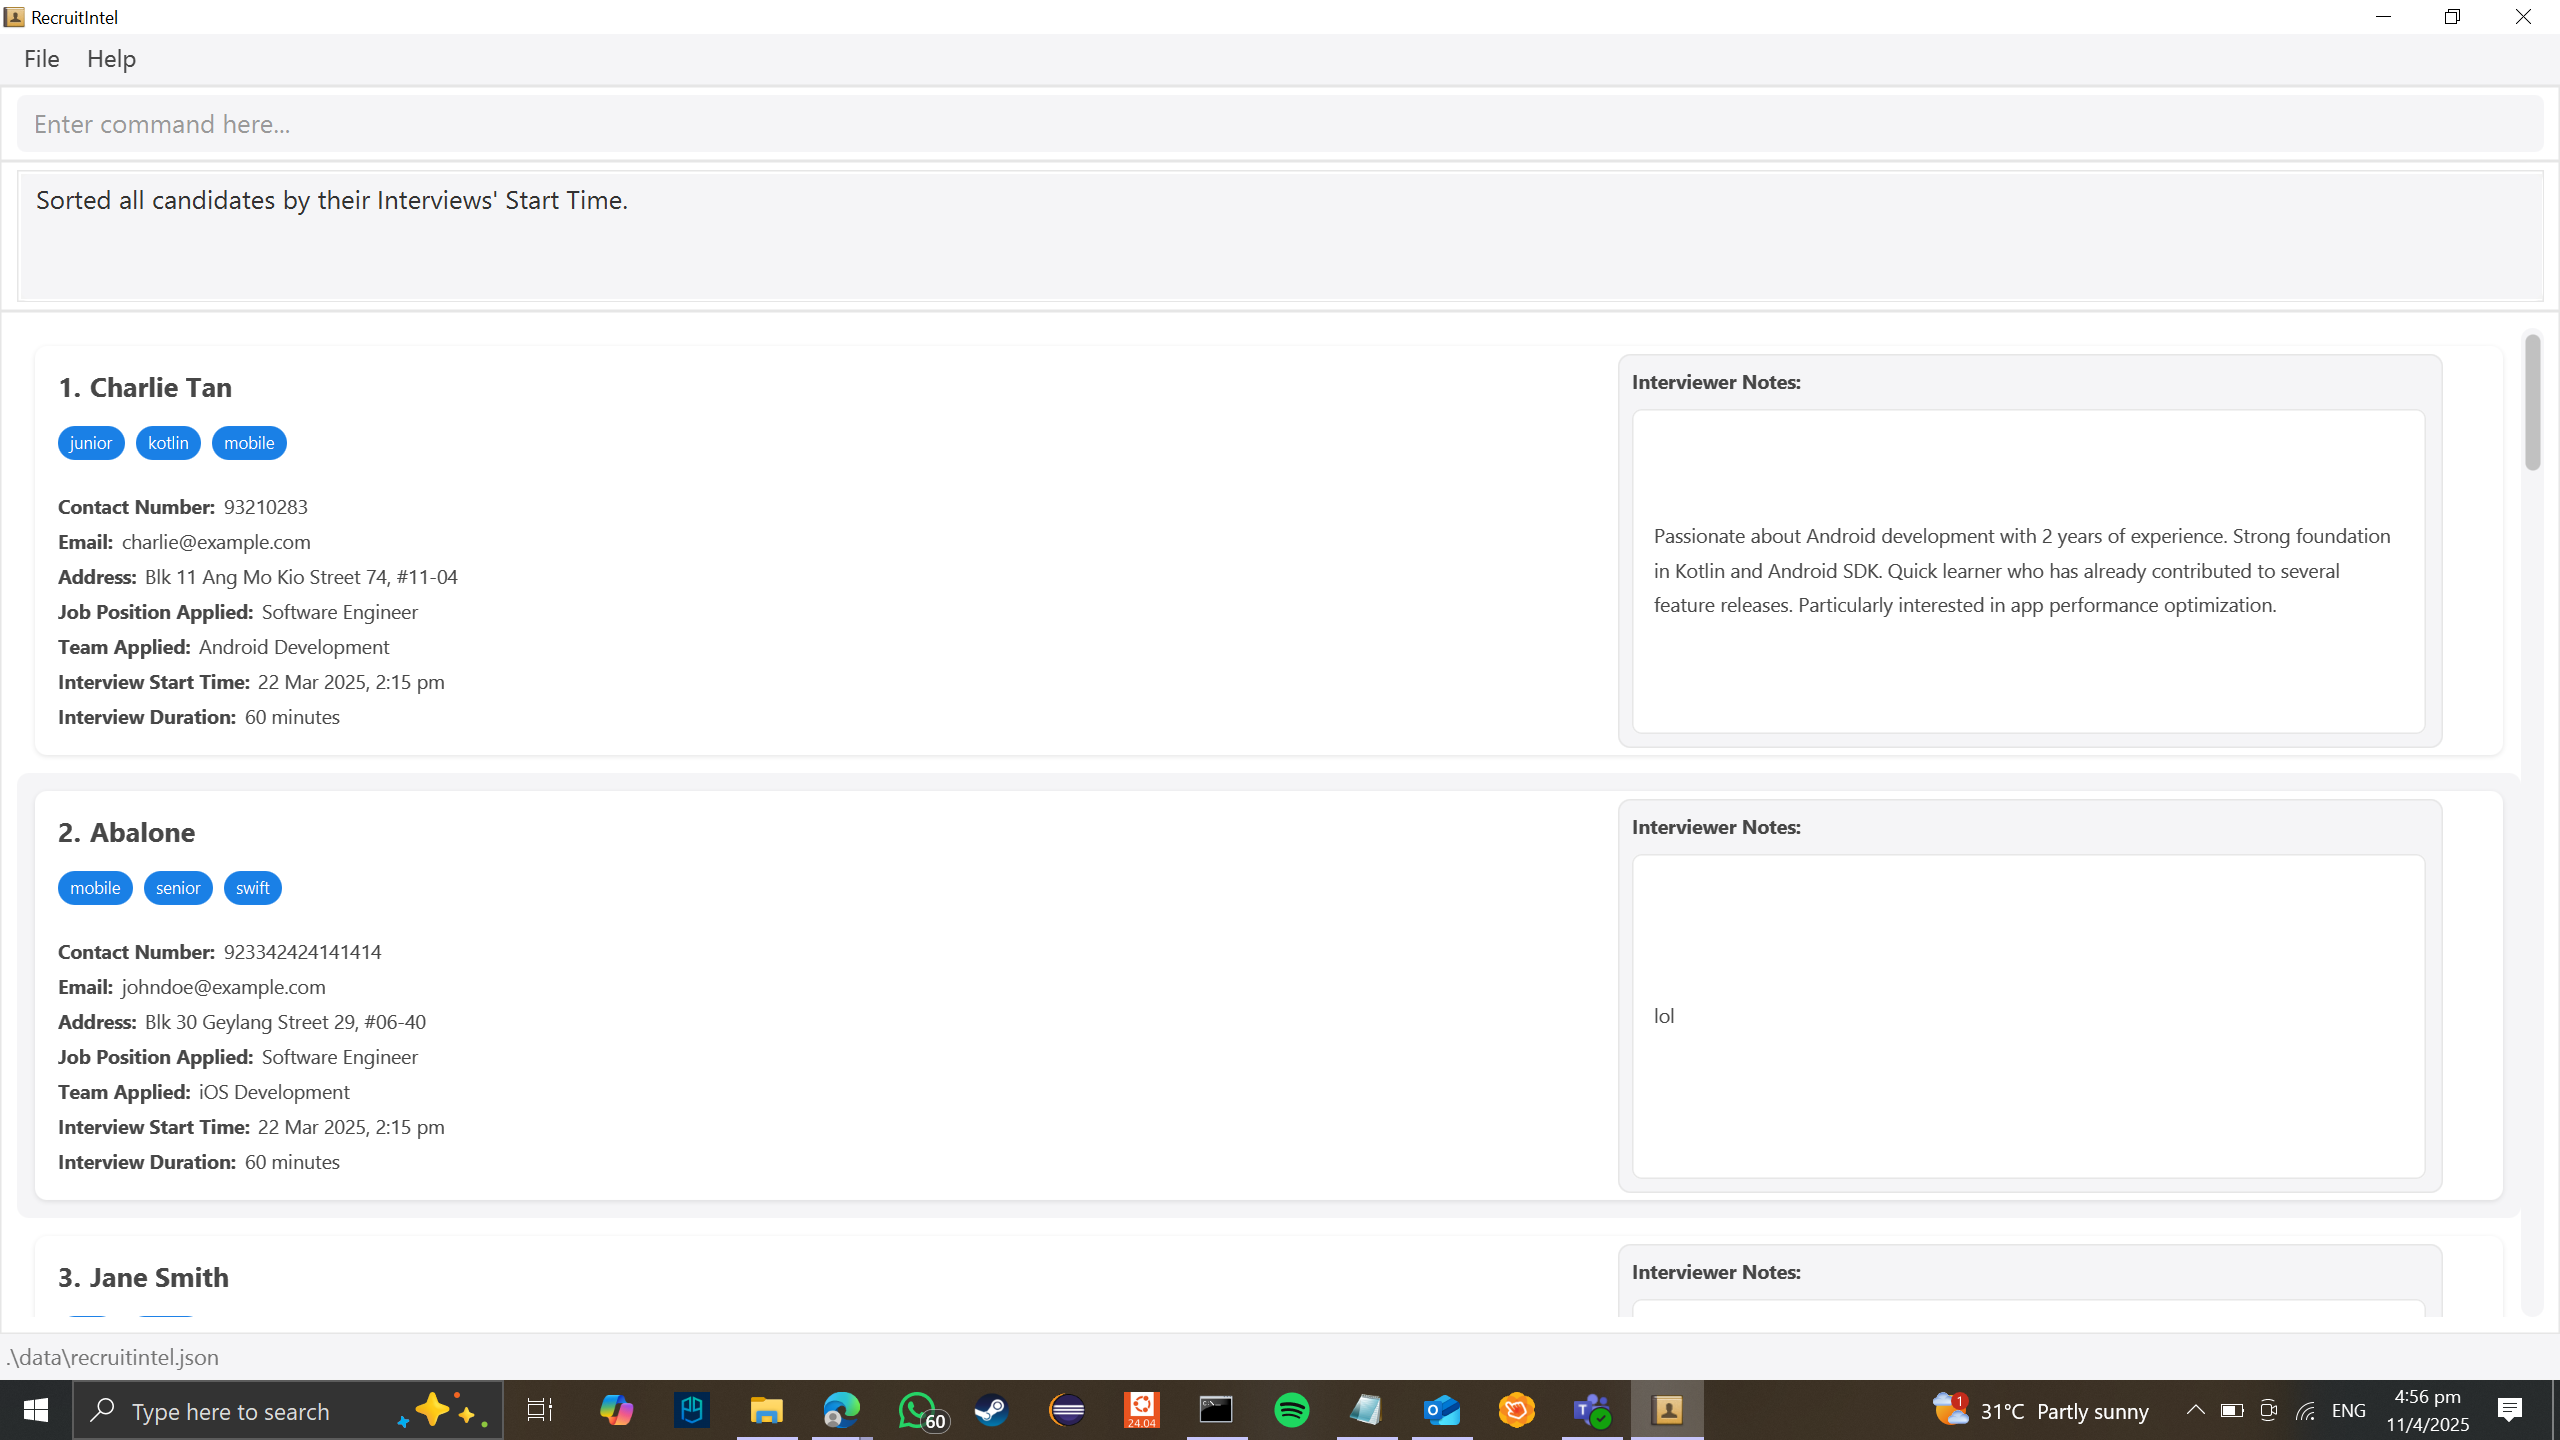 RecruitIntel
File Help
Enter command here...
Sorted all candidates by their Interviews' Start Time.
1. Charlie Tan
junior kotlin mobile
Contact Number: 93210283
Email: charlie@example.com
Address: Blk 11 Ang Mo Kio Street 74, #11-04
Job Position Applied: Software Engineer
Team Applied: Android Development
Interview Start Time: 22 Mar 2025, 2:15 pm
Interview Duration: 60 minutes
Interviewer Notes:
Passionate about Android development with 2 years of experience. Strong foundation
in Kotlin and Android SDK. Quick learner who has already contributed to several
feature releases. Particularly interested in app performance optimization.
2. Abalone
mobile senior swift
Contact Number: 923342424141414
Email: johndoe@example.com
Address: Blk 30 Geylang Street 29, #06-40
Job Position Applied: Software Engineer
Team Applied: iOS Development
Interview Start Time: 22 Mar 2025, 2:15 pm
Interview Duration: 60 minutes
Interviewer Notes:
lol
3. Jane Smith
Interviewer Notes:
.\data\recruitintel.json
Type here to search
60
24.04
1
31°C Partly sunny
ENG
4:56 pm
11/4/2025